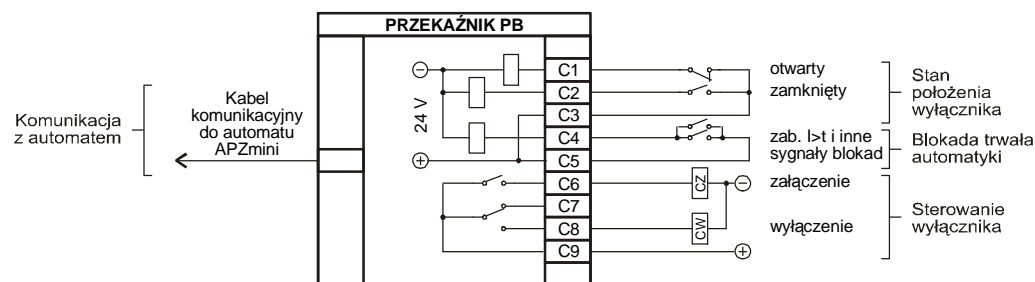 PRZEKAŹNIK PB
Komunikacja
z automatem
Kabel
komunikacyjny
do automatu
APZmini
24 V
C1
C2
C3
C4
C5
C6
C7
C8
C9
CZ
CW
otwarty
zamknięty
zab. I>t i inne
sygnały blokad
załączenie
wyłączenie
Stan
położenia
wyłącznika
Blokada trwała
automatyki
Sterowanie
wyłącznika